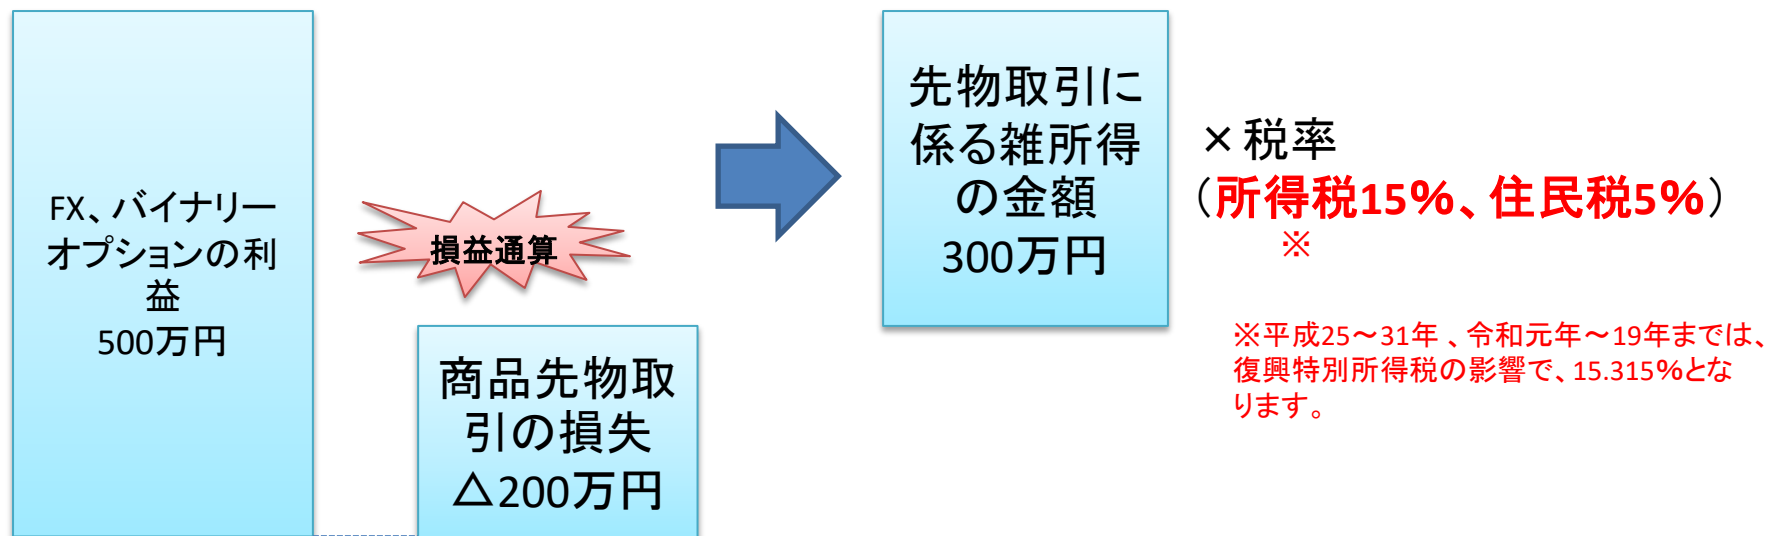 FX、バイナリー
オプションの利
益
500万円
損益通算
商品先物取
引の損失
△200万円
先物取引に
係る雑所得
の金額
300万円
×税率
（所得税15%、住民税5%）
※
※平成25～31年 、令和元年～19年までは、
復興特別所得税の影響で、15.315%とな
ります。